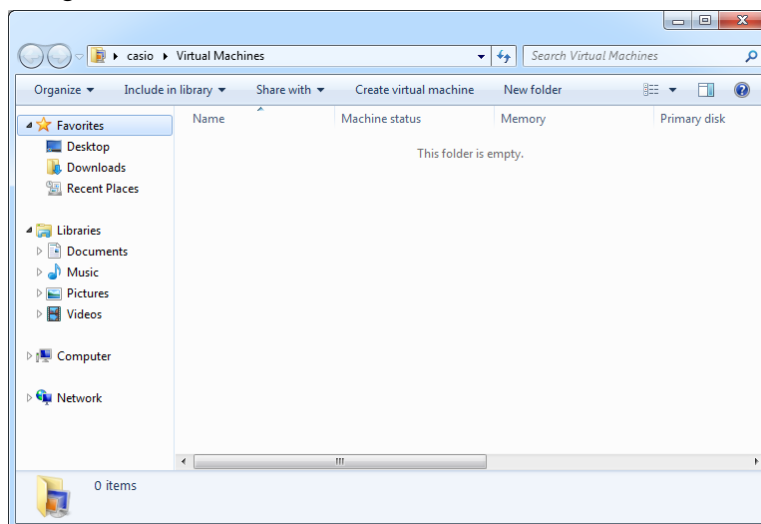 casio Virtual Machines Search Virtual Machines
Organize Include in library Share with Create virtual machine New folder
Name Machine status Memory Primary disk
This folder is empty.
Favorites
Desktop
Downloads
Recent Places
Libraries
Documents
Music
Pictures
Videos
Computer
Network
0 items